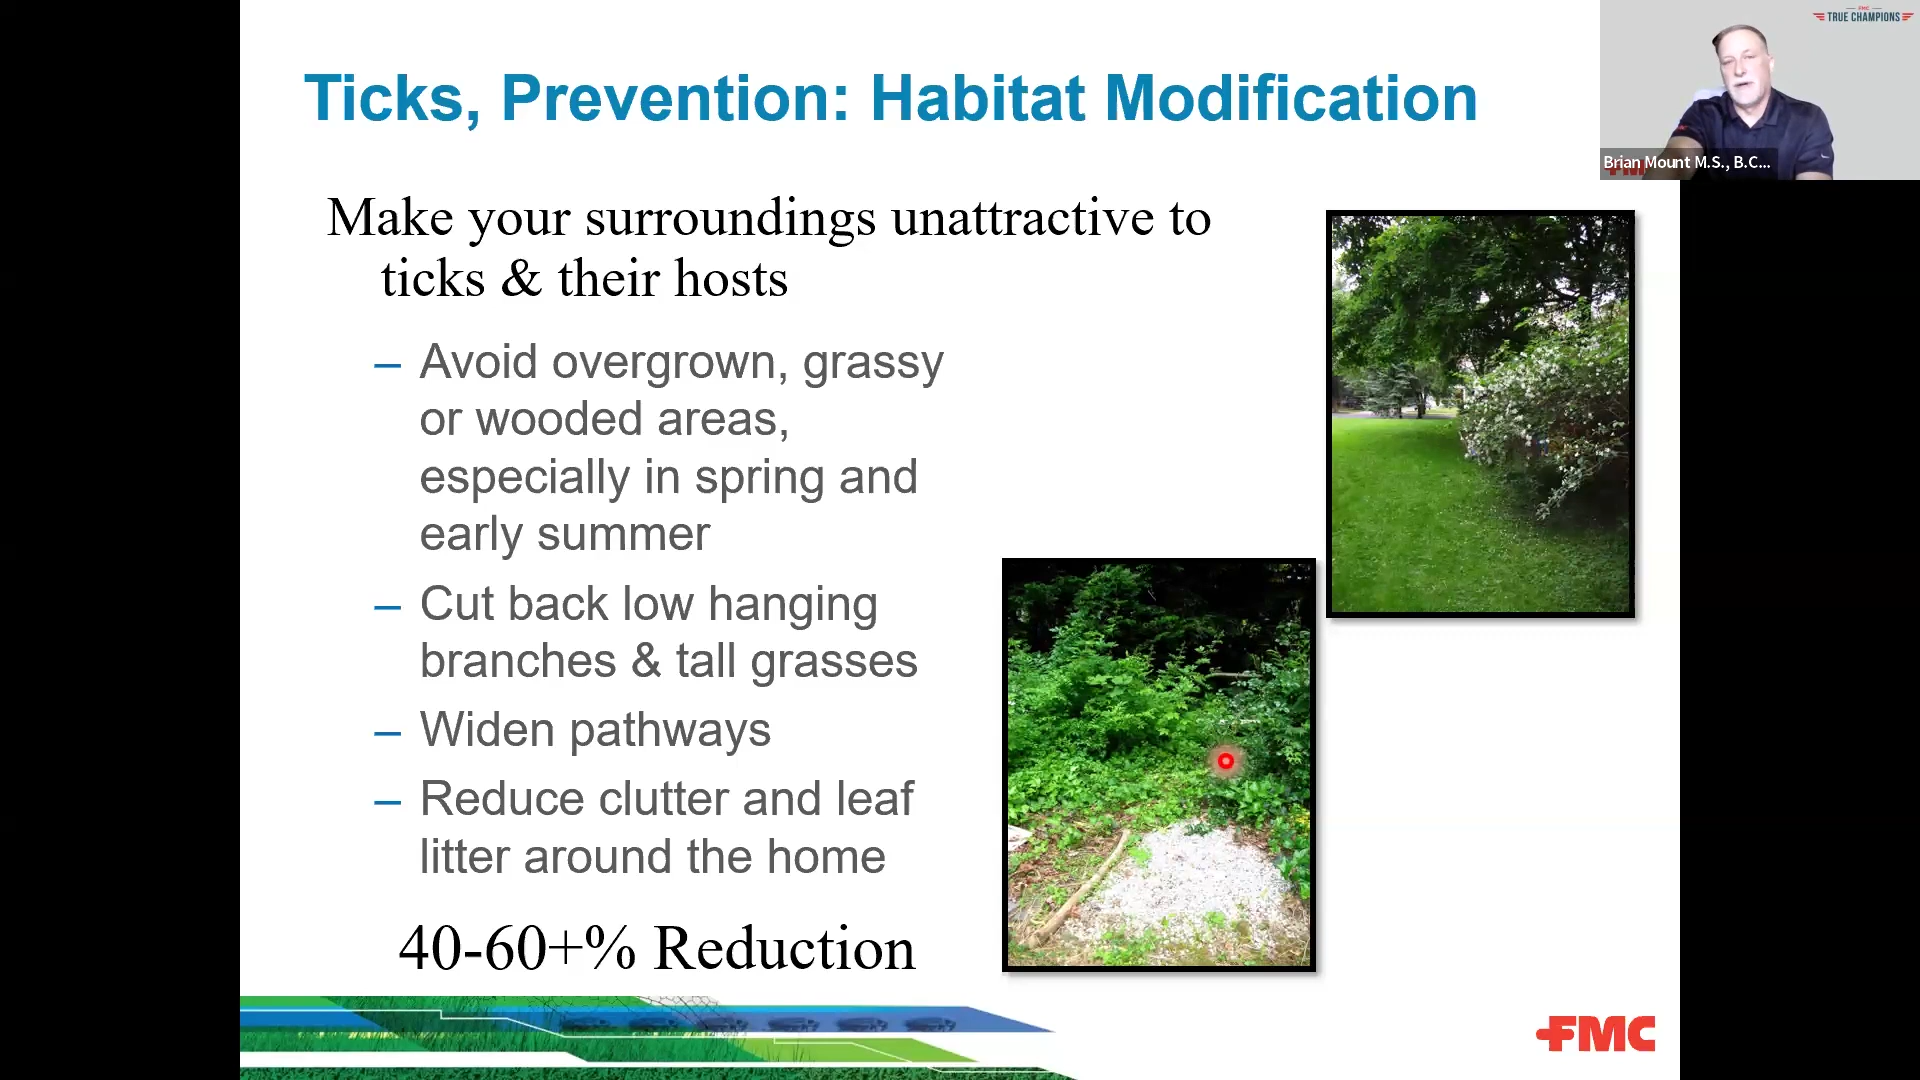 Ticks, Prevention: Habitat Modification
Make your surroundings unattractive to
ticks & their hosts
– Avoid overgrown, grassy
or wooded areas,
especially in spring and
early summer
– Cut back low hanging
branches & tall grasses
– Widen pathways
– Reduce clutter and leaf
litter around the home
40-60+% Reduction
FMC
FMC
TRUE CHAMPIONS
Brian Mount M.S., B.C...